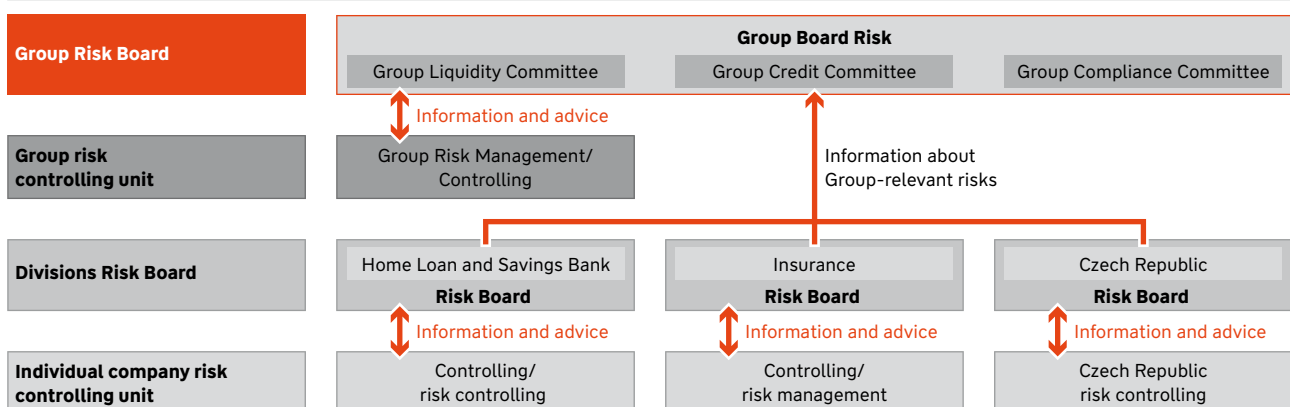 Group Risk Board
Group Board Risk
Group Liquidity Committee
Group Credit Committee
Group Compliance Committee
Information and advice
Group risk
controlling unit
Group Risk Management/
Controlling
Information about
Group-relevant risks
Divisions Risk Board
Home Loan and Savings Bank
Risk Board
Insurance
Risk Board
Czech Republic
Risk Board
Information and advice
Information and advice
Information and advice
Individual company risk
controlling unit
Controlling/
risk controlling
Controlling/
risk management
Czech Republic
risk controlling